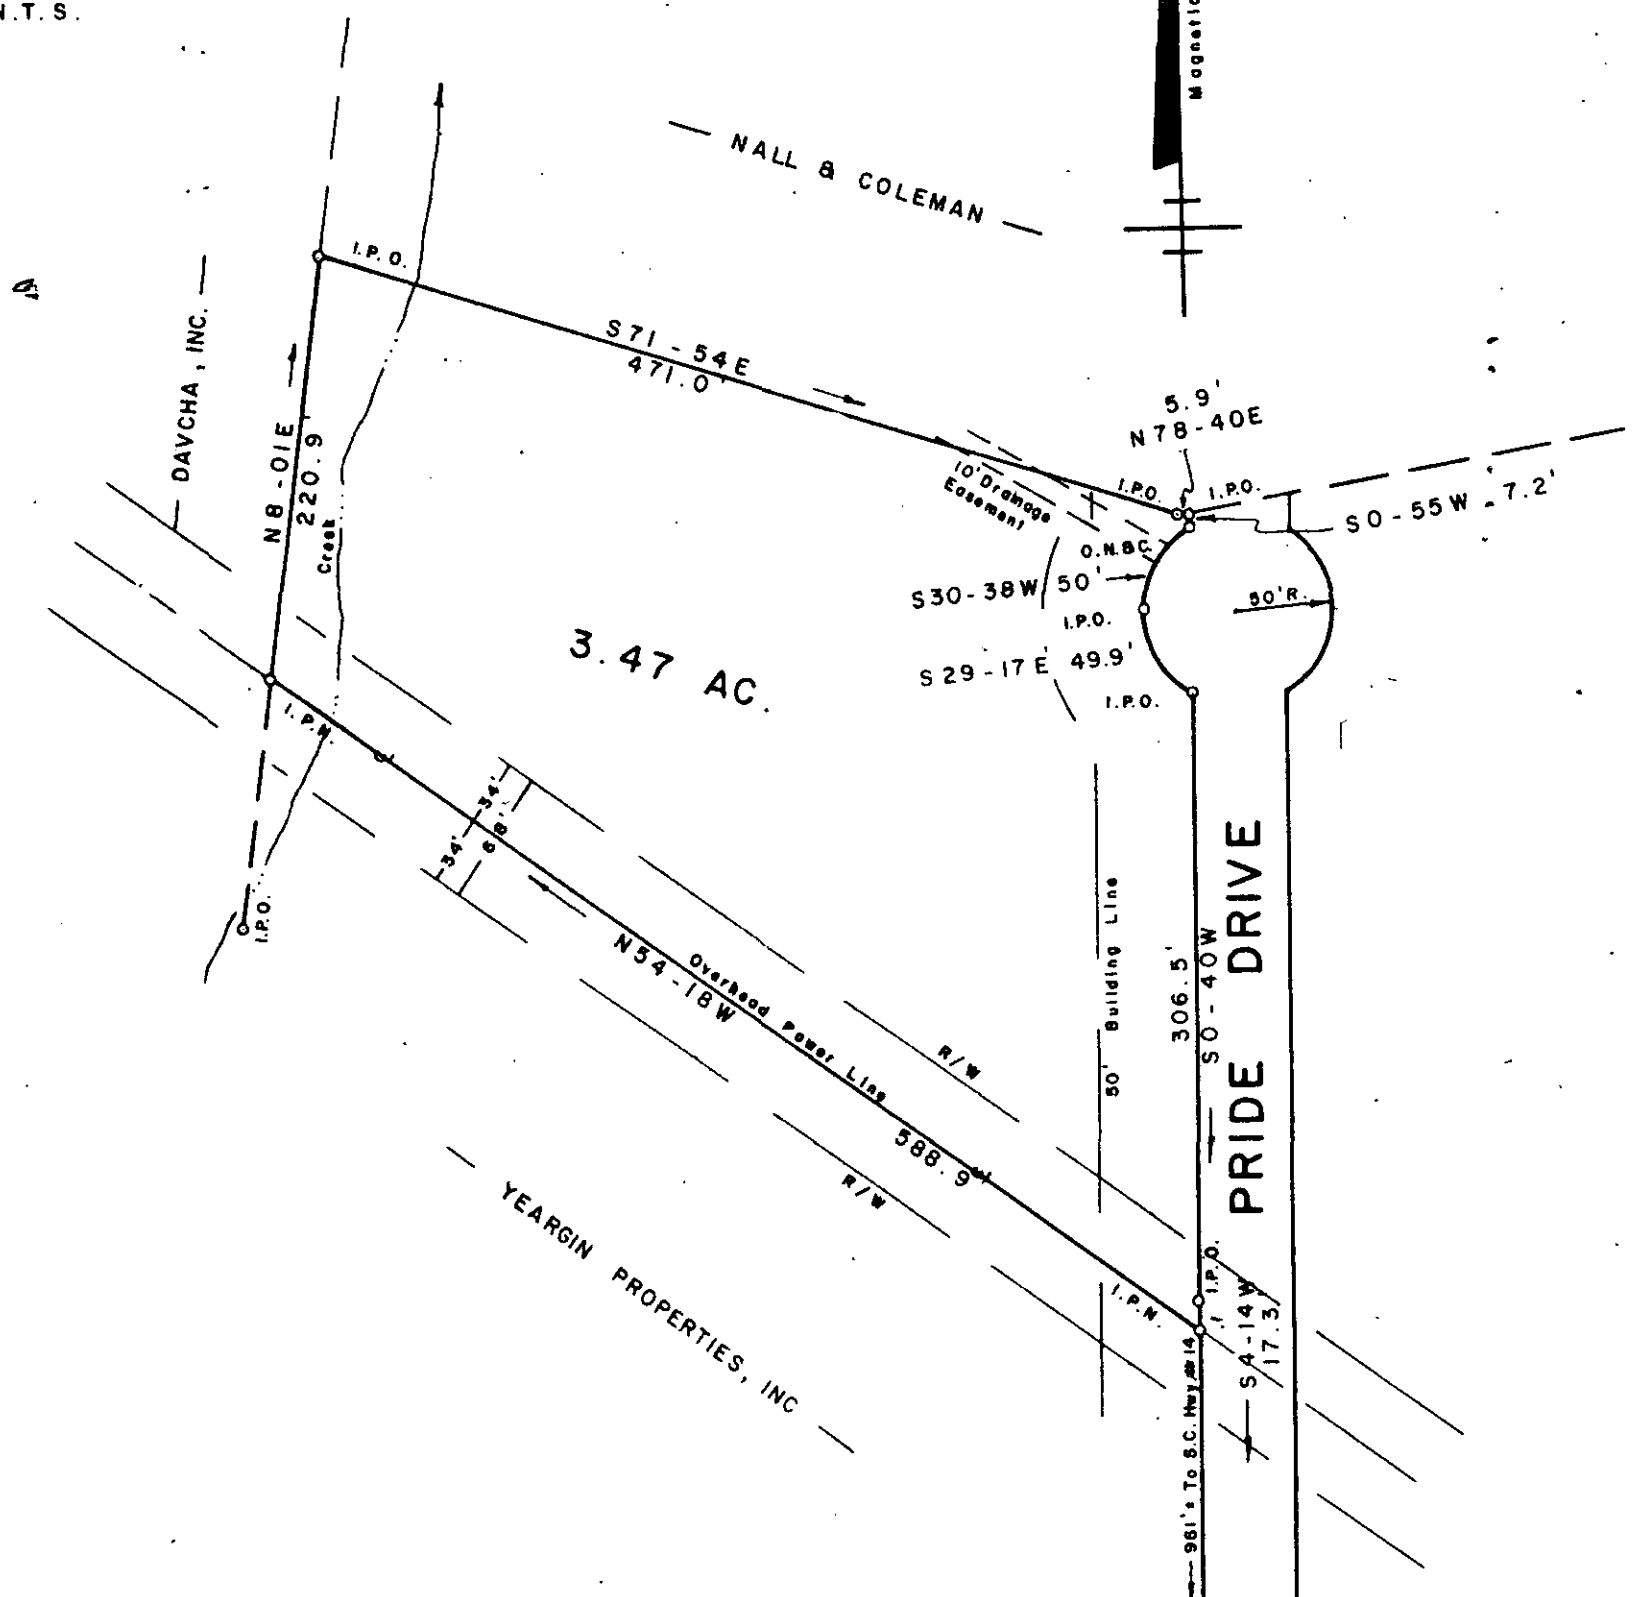 N.T.S.
Magnetic
NALL & COLEMAN
I.P.O.
DAVCHA, INC.
S71-54E
471.0'
5.9'
N78-40E
N8-01E
220.9'
Creek
10' Drainage
Easement
I.P.O.
I.P.O.
S0-55W - 7.2'
O.N.&C.
S30-38W 50'
50'R.
I.P.O.
S29-17E 49.9'
I.P.O.
3.47 AC.
I.P.N.
34'
68'
34'
I.P.O.
N54-18W
Overhead Power Line
588.9'
R/W
R/W
50' Building Line
306.5'
S0-40W
PRIDE DRIVE
YEARGIN PROPERTIES, INC
I.P.N.
I.P.O.
S4-14W
17.3'
961'± To S.C. Hwy. # 14